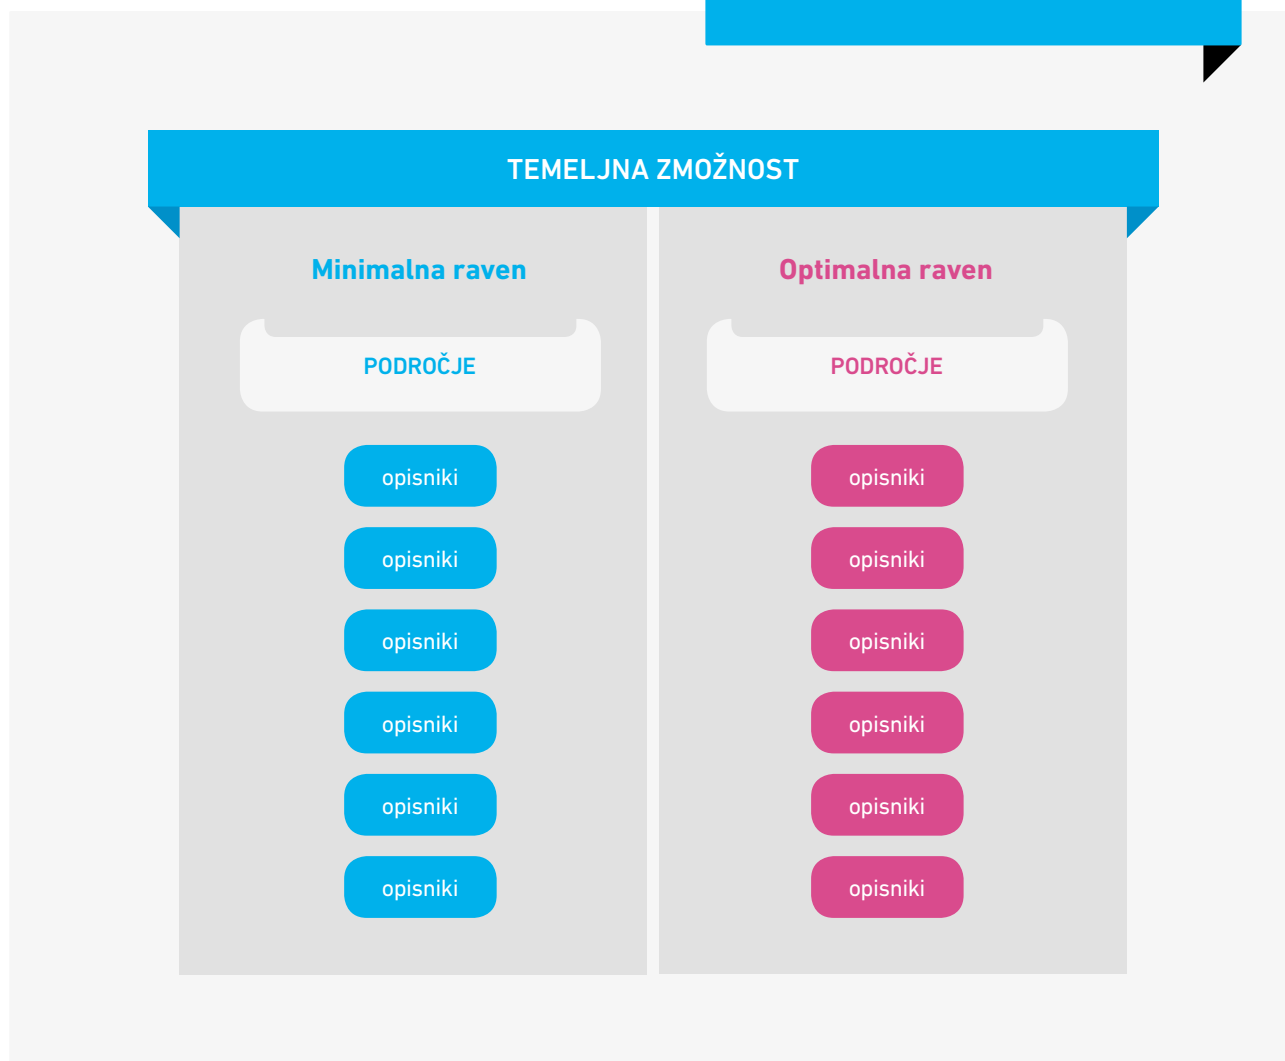 TEMELJNA ZMOŽNOST
Minimalna raven
PODROČJE
opisniki
opisniki
opisniki
opisniki
opisniki
opisniki
Optimalna raven
PODROČJE
opisniki
opisniki
opisniki
opisniki
opisniki
opisniki